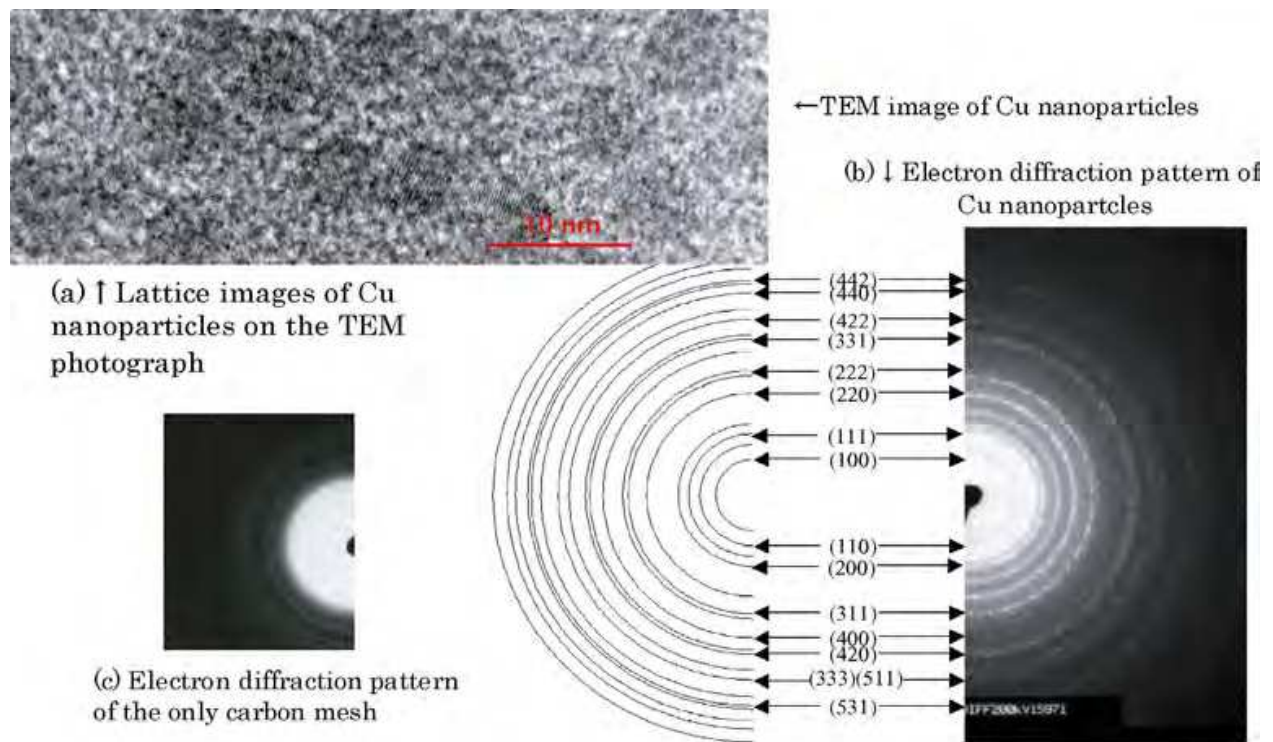 10 nm
←TEM image of Cu nanoparticles
(b)↓Electron diffraction pattern of
Cu nanopartcles
(a)↑Lattice images of Cu
nanoparticles on the TEM
photograph
(442)
(440)
(422)
(331)
(222)
(220)
(111)
(100)
(110)
(200)
(311)
(400)
(420)
(333)(511)
(531)
(c) Electron diffraction pattern
of the only carbon mesh